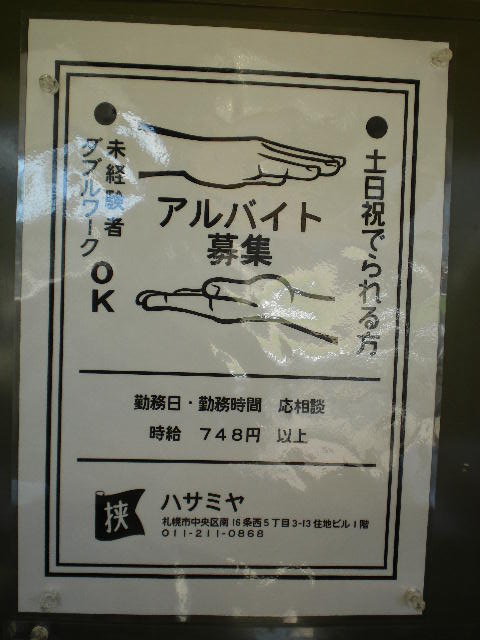 ●土日祝でられる方
●未経験者
ダブルワークOK
アルバイト
募集
勤務日・勤務時間 応相談
時給 748円 以上
挟
ハサミヤ
札幌市中央区南16条西5丁目3-13住地ビル1階
011-211-0868